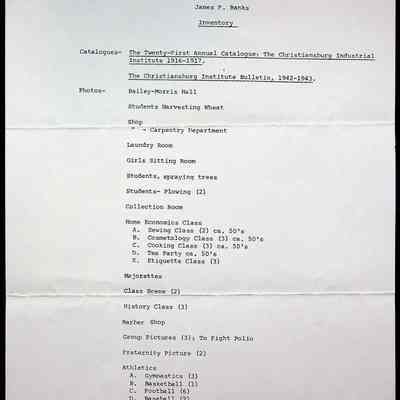 James P. Banks
Inventory
Catalogues- The Twenty-First Annual Catalogue: The Christiansburg Industrial
Institute 1916-1917.
The Christiansburg Institute Bulletin, 1942-1943.
Photos- Bailey-Morris Hall
Students Harvesting Wheat
Shop
" - Carpentry Department
Laundry Room
Girls Sitting Room
Students, spraying trees
Students- Plowing (2)
Collection Room
Home Economics Class
A. Sewing Class (2) ca. 50's
B. Cosmetology Class (3) ca. 50's
C. Cooking Class (3) ca. 50's
D. Tea Party ca. 50's
E. Etiquette Class (3)
Majorettes
Class Scene (2)
History Class (3)
Barber Shop
Group Pictures (3); To Fight Polio
Fraternity Picture (2)
Athletics
A. Gymnastics (3)
B. Basketball (1)
C. Football (6)
D. Baseball (2)